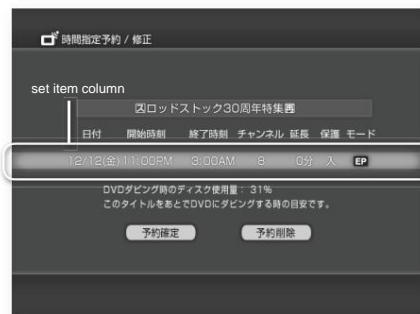 時間指定予約 / 修正
set item column
🈡ロッドストック30周年特集🈞
日付 開始時刻 終了時刻 チャンネル 延長 保護 モード
12/12(金) 11:00PM 3:00AM 8 0分 入 EP
DVDダビング時のディスク使用量: 31%
このタイトルをあとでDVDにダビングする時の目安です。
予約確定 予約削除